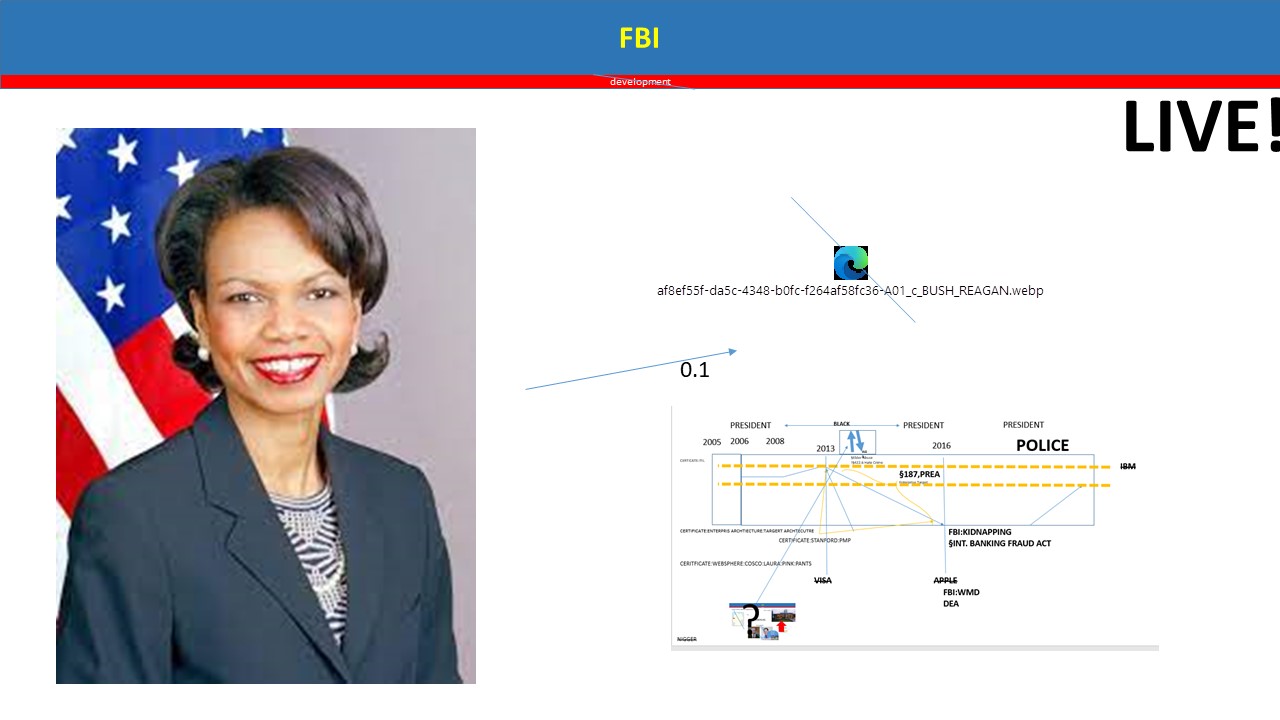 FBI
development
LIVE!
af8ef55f-da5c-4348-b0fc-f264af58fc36-A01_c_BUSH_REAGAN.webp
0.1
PRESIDENT
BLACK
PRESIDENT
PRESIDENT
2005
2006
2008
2013
2016
POLICE
IBM
§187,PREA
CERTIFICATE:ENTERPRIS ARCHTIECTURE:TARGERT ARCHTECUTRE
CERTIFICATE:STANFORD:PMP
FBI:KIDNAPPING
§INT. BANKING FRAUD ACT
CERITFICATE:WEBSPHERE:COSCO:LAURA:PINK:PANTS
VISA
APPLE
FBI:WMD
DEA
?
NIGGER